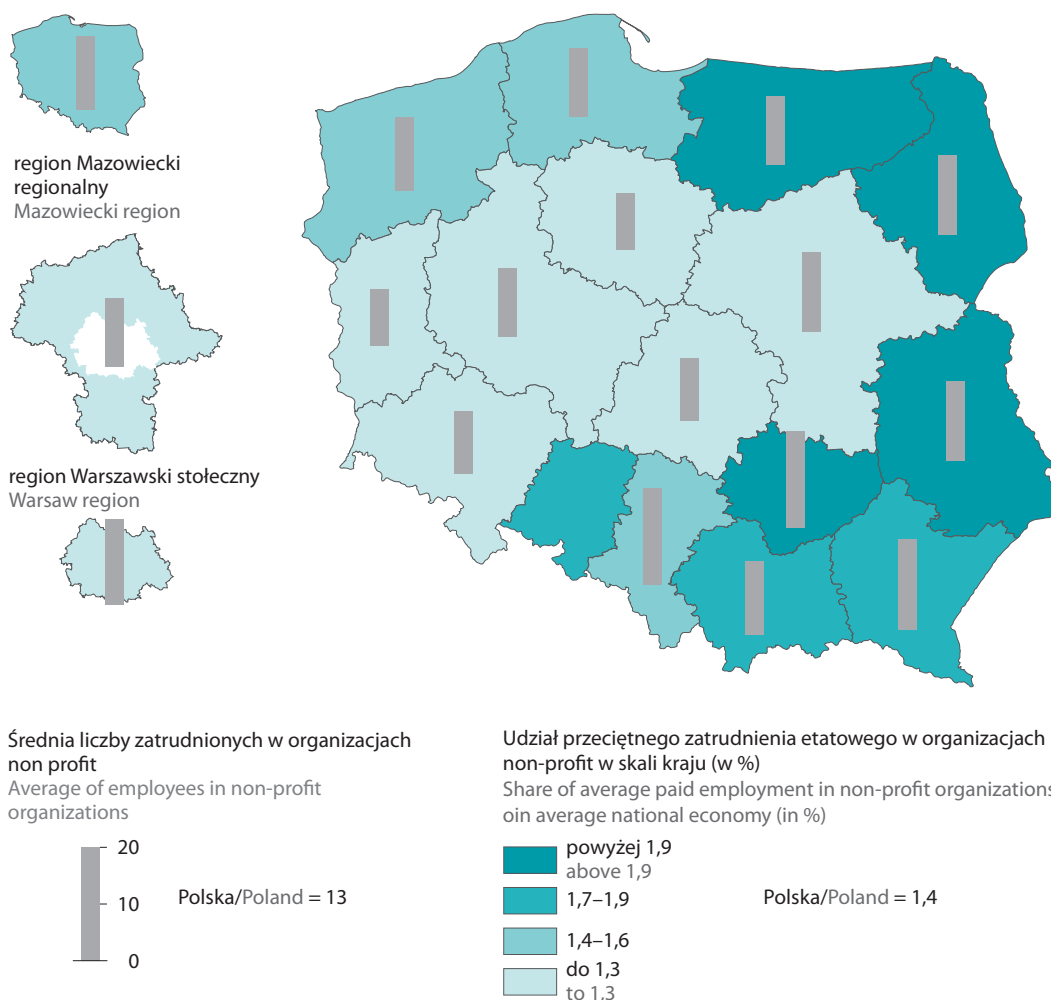 region Mazowiecki
regionalny
Mazowiecki region
region Warszawski stołeczny
Warsaw region
Średnia liczby zatrudnionych w organizacjach
non profit
Average of employees in non-profit
organizations
20
10
0
Polska/Poland = 13
Udział przeciętnego zatrudnienia etatowego w organizacjach
non-profit w skali kraju (w %)
Share of average paid employment in non-profit organizations
oin average national economy (in %)
powyżej 1,9
above 1,9
1,7–1,9
1,4–1,6
do 1,3
to 1,3
Polska/Poland = 1,4